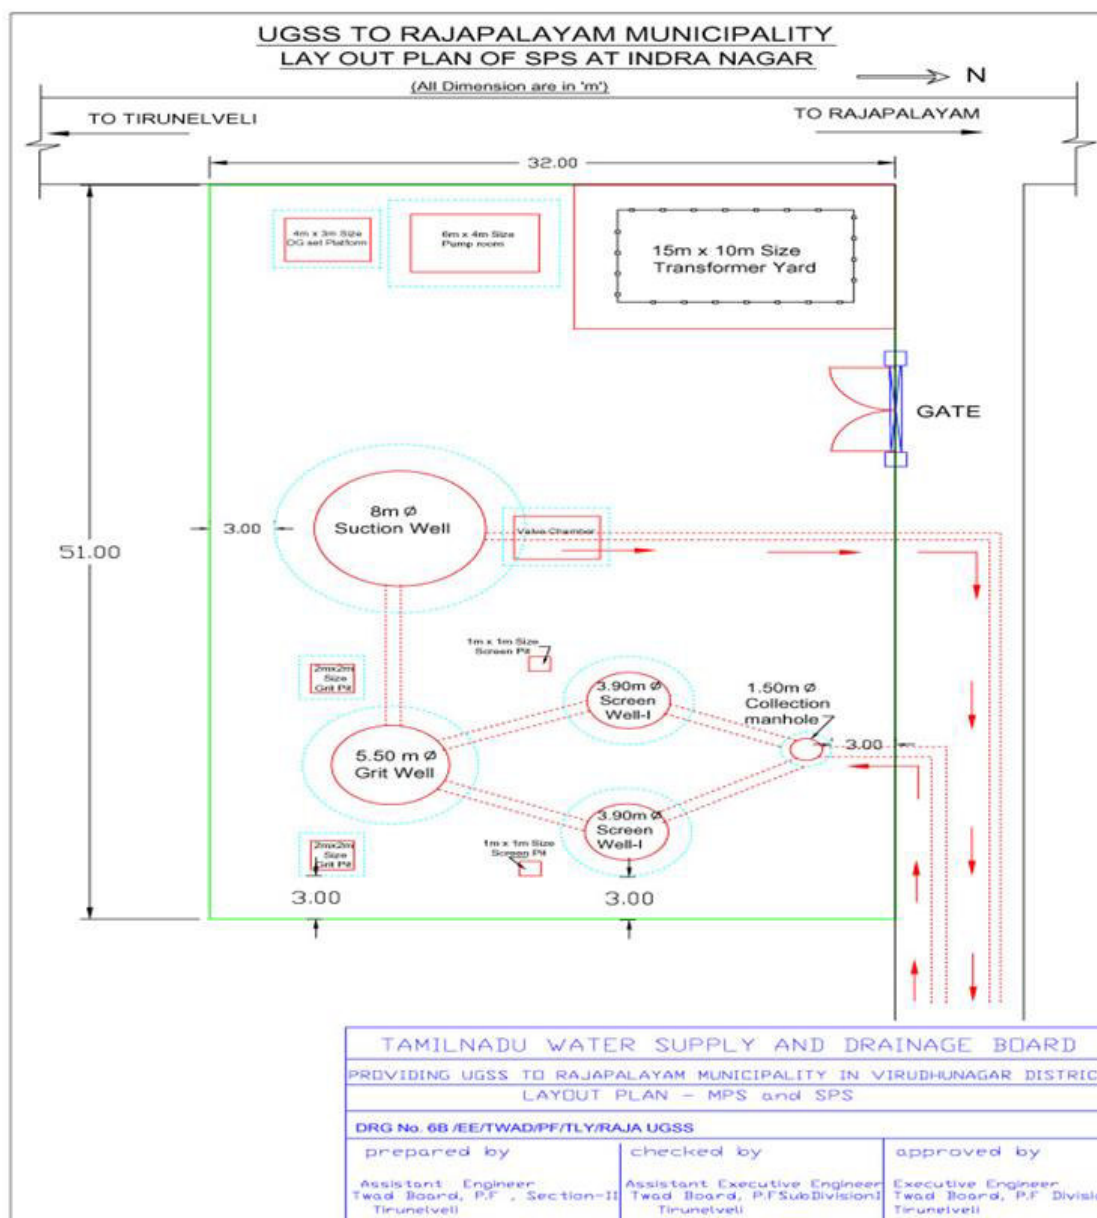 UGSS TO RAJAPALAYAM MUNICIPALITY
LAY OUT PLAN OF SPS AT INDRA NAGAR
(All Dimension are in 'm')
N
TO TIRUNELVELI
TO RAJAPALAYAM
32.00
4m x 3m Size
DG set Platform
6m x 4m Size
Pump room
15m x 10m Size
Transformer Yard
GATE
8m Ø
Suction Well
Valve Chamber
3.00
51.00
1m x 1m Size
Screen Pit
2mx2m
Size
Grit Pit
3.90m Ø
Screen
Well-I
1.50m Ø
Collection
manhole
3.00
5.50 m Ø
Grit Well
3.90m Ø
Screen
Well-I
2mx2m
Size
Grit Pit
1m x 1m Size
Screen Pit
3.00
3.00
TAMILNADU WATER SUPPLY AND DRAINAGE BOARD
PROVIDING UGSS TO RAJAPALAYAM MUNICIPALITY IN VIRUDHUNAGAR DISTRIC
LAYOUT PLAN - MPS and SPS
DRG No. 6B /EE/TWAD/PF/TLY/RAJA UGSS
prepared by
Assistant Engineer
Twad Board, P.F , Section-II
Tirunelveli
checked by
Assistant Executive Engineer
Twad Board, P.FSubDivisionI
Tirunelveli
approved by
Executive Engineer
Twad Board, P.F Divisi
Tirunelveli